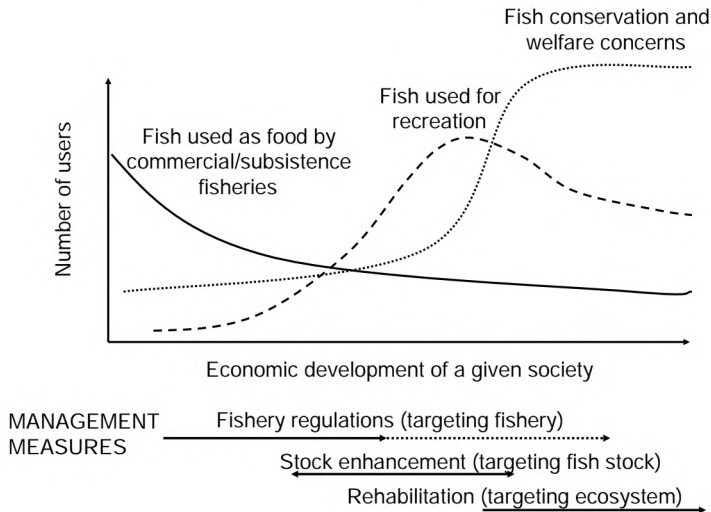 Fish conservation and
welfare concerns
Fish used for
recreation
Fish used as food by
commercial/subsistence
fisheries
Number of users
Economic development of a given society
MANAGEMENT
MEASURES
Fishery regulations (targeting fishery)
Stock enhancement (targeting fish stock)
Rehabilitation (targeting ecosystem)